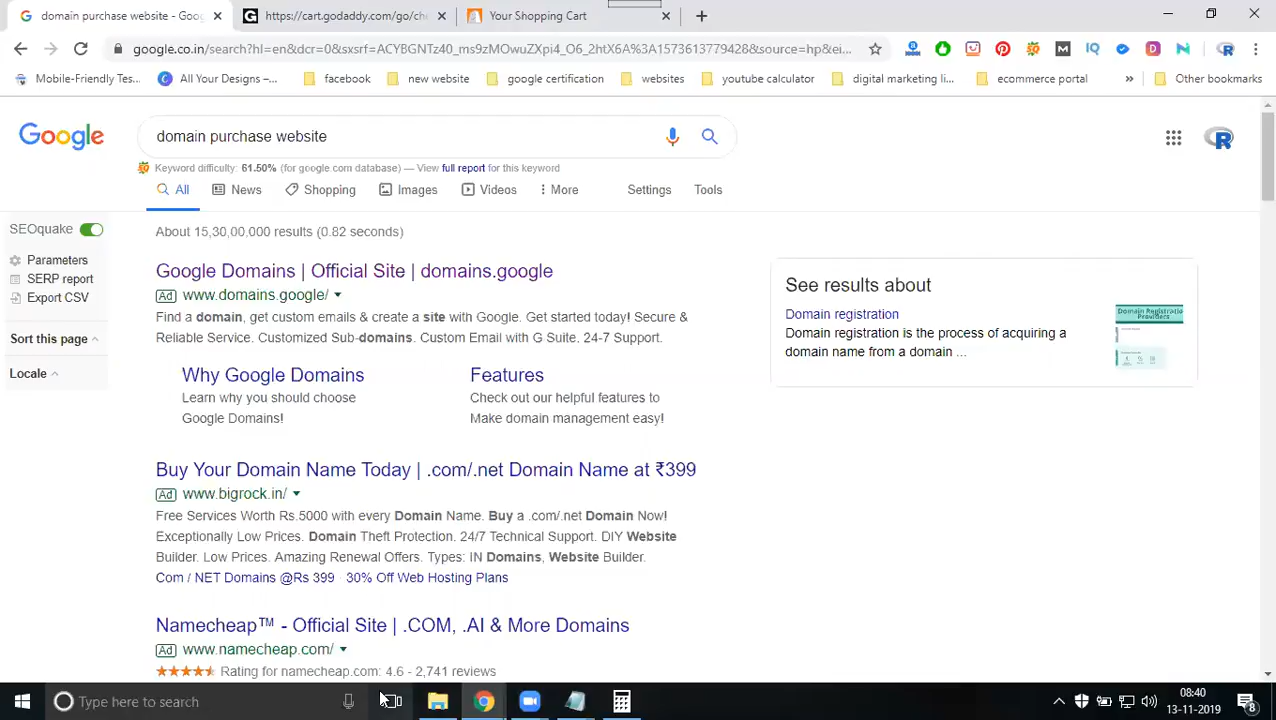 domain purchase website - Goog
https://cart.godaddy.com/go/che
Your Shopping Cart
google.co.in/search?hl=en&dcr=0&sxsrf=ACYBGNTz40_ms9zMOwuZXpi4_O6_2htX6A%3A1573613779428&source=hp&ei...
Mobile-Friendly Tes...
All Your Designs –...
facebook
new website
google certification
websites
youtube calculator
digital marketing li...
ecommerce portal
»
Other bookmarks
Google
domain purchase website
Keyword difficulty: 61.50% (for google.com database) — View full report for this keyword
All
News
Shopping
Images
Videos
More
Settings
Tools
SEOquake
Parameters
SERP report
Export CSV
Sort this page
Locale
About 15,30,00,000 results (0.82 seconds)
Google Domains | Official Site | domains.google
Ad www.domains.google/
Find a domain, get custom emails & create a site with Google. Get started today! Secure &
Reliable Service. Customized Sub-domains. Custom Email with G Suite. 24-7 Support.
Why Google Domains
Learn why you should choose
Google Domains!
Features
Check out our helpful features to
Make domain management easy!
Buy Your Domain Name Today | .com/.net Domain Name at ₹399
Ad www.bigrock.in/
Free Services Worth Rs.5000 with every Domain Name. Buy a .com/.net Domain Now!
Exceptionally Low Prices. Domain Theft Protection. 24/7 Technical Support. DIY Website
Builder. Low Prices. Amazing Renewal Offers. Types: IN Domains, Website Builder.
Com / NET Domains @Rs 399 · 30% Off Web Hosting Plans
Namecheap™ - Official Site | .COM, .AI & More Domains
Ad www.namecheap.com/
Rating for namecheap.com: 4.6 - 2,741 reviews
See results about
Domain registration
Domain registration is the process of acquiring a
domain name from a domain ...
Domain Registration
Providers
Type here to search
08:40
13-11-2019
8